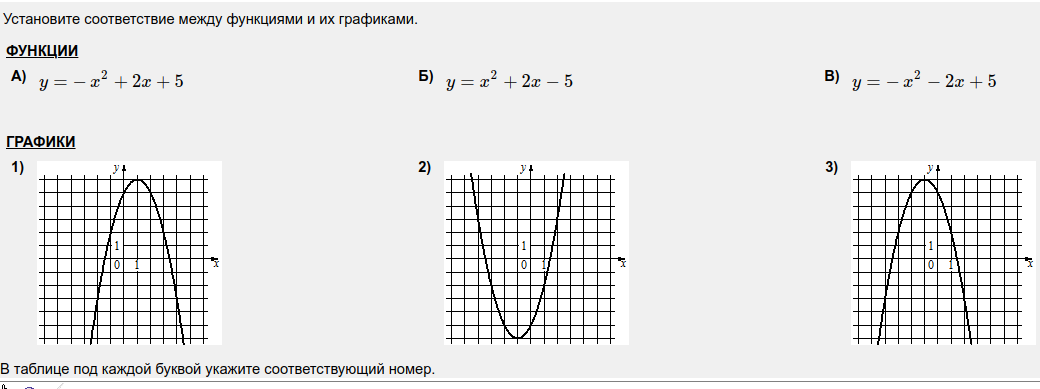 Установите соответствие между функциями и их графиками.
ФУНКЦИИ
А) y = − x² + 2x + 5 Б) y = x² + 2x − 5 В) y = − x² − 2x + 5
ГРАФИКИ
1) 2) 3)
y y y
1 1 1
0 1 x 0 1 x 0 1 x
В таблице под каждой буквой укажите соответствующий номер.